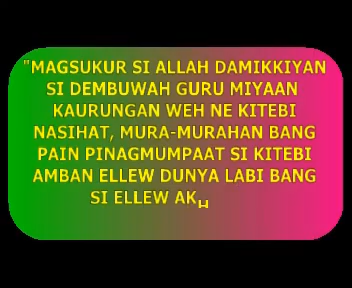 "MAGSUKUR SI ALLAH DAMIKKIYAN
SI DEMBUWAH GURU MIYAAN
KAURUNGAN WEH NE KITEBI
NASIHAT, MURA-MURAHAN BANG
PAIN PINAGMUMPAAT SI KITEBI
AMBAN ELLEW DUNYA LABI BANG
SI ELLEW AK